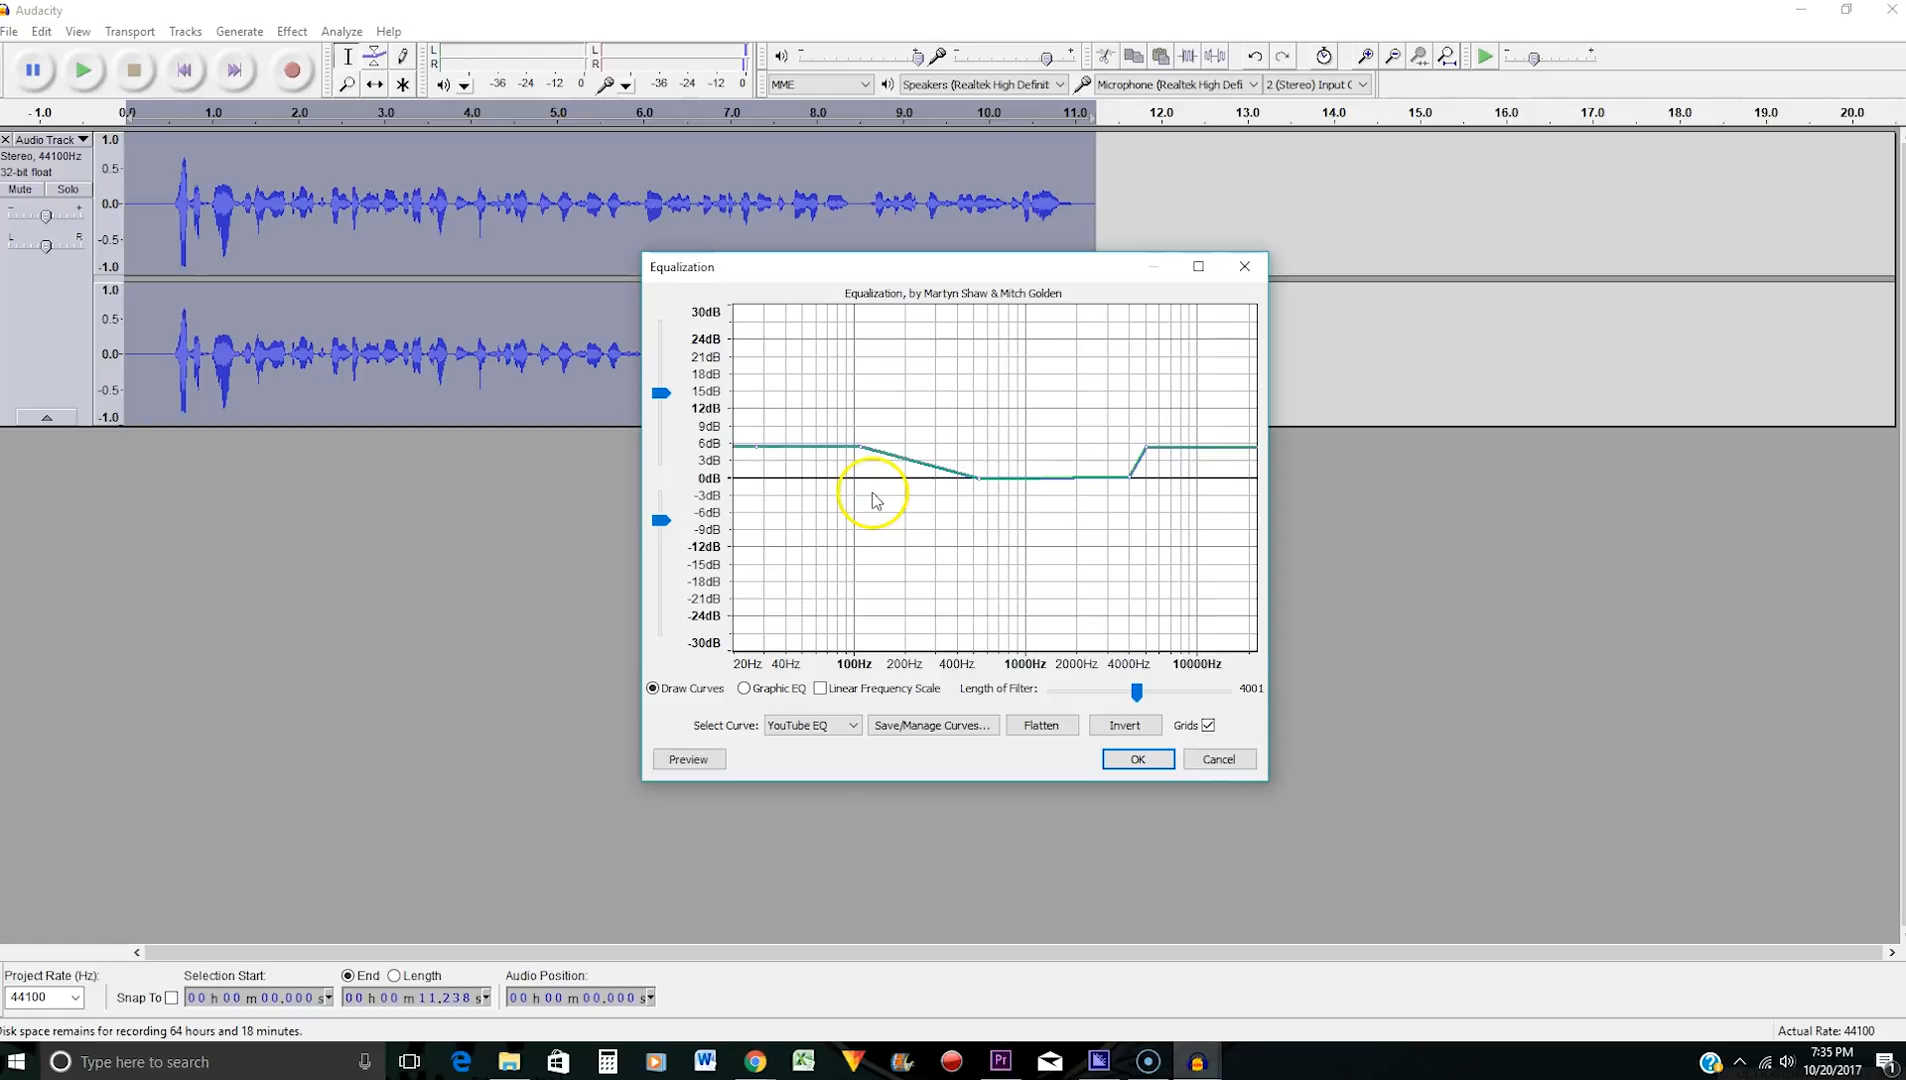 Audacity
File Edit View Transport Tracks Generate Effect Analyze Help
L
R
-36 -24 -12 0
L
R
-36 -24 -12 0
MME Speakers (Realtek High Definit Microphone (Realtek High Defi 2 (Stereo) Input C
-1.0 0.0 1.0 2.0 3.0 4.0 5.0 6.0 7.0 8.0 9.0 10.0 11.0 12.0 13.0 14.0 15.0 16.0 17.0 18.0 19.0 20.0
Audio Track
Stereo, 44100Hz
32-bit float
Mute Solo
- +
L R
1.0
0.5
0.0
-0.5
-1.0
1.0
0.5
0.0
-0.5
-1.0
Equalization
Equalization, by Martyn Shaw & Mitch Golden
30dB
24dB
21dB
18dB
15dB
12dB
9dB
6dB
3dB
0dB
-3dB
-6dB
-9dB
-12dB
-15dB
-18dB
-21dB
-24dB
-30dB
20Hz 40Hz 100Hz 200Hz 400Hz 1000Hz 2000Hz 4000Hz 10000Hz
Draw Curves Graphic EQ Linear Frequency Scale Length of Filter: 4001
Select Curve: YouTube EQ Save/Manage Curves... Flatten Invert Grids
Preview OK Cancel
Project Rate (Hz): Selection Start: End Length Audio Position:
44100 Snap To 00 h 00 m 00.000 s 00 h 00 m 11.238 s 00 h 00 m 00.000 s
Disk space remains for recording 64 hours and 18 minutes. Actual Rate: 44100
Type here to search
7:35 PM
10/20/2017